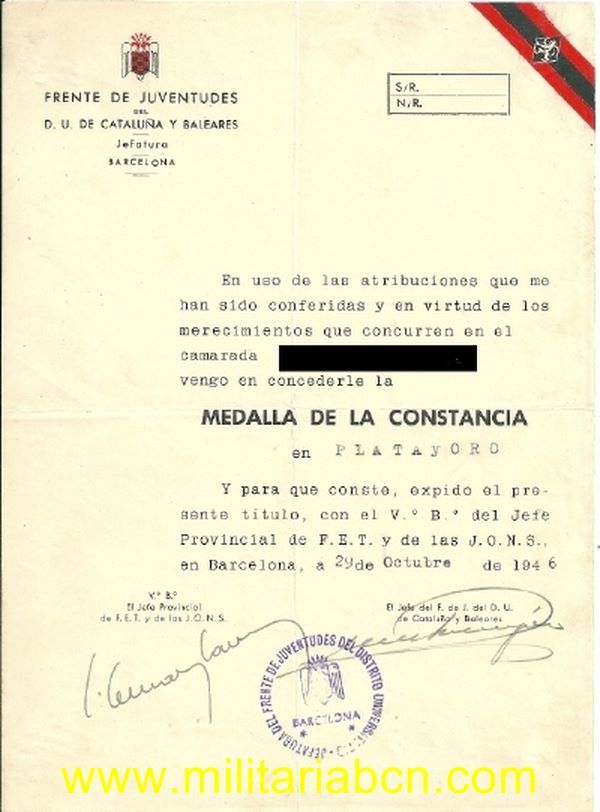 FRENTE DE JUVENTUDES
DEL
D. U. DE CATALUÑA Y BALEARES
Jefatura
BARCELONA
S/R.
N/R.
En uso de las atribuciones que me
han sido conferidas y en virtud de los
merecimientos que concurren en el
camarada
vengo en concederle la
MEDALLA DE LA CONSTANCIA
en PLATAyORO
Y para que conste, expido el pre-
sente título, con el V.º B.º del Jefe
Provincial de F.E.T. y de las J.O.N.S.,
en Barcelona, a 29 de Octubre de 1946
V.º B.º
El Jefe Provincial
de F.E.T. y de las J.O.N.S.
El Jefe del F. de J. del D. U.
de Cataluña y Baleares
JEFATURA DEL FRENTE DE JUVENTUDES DEL DISTRITO
BARCELONA
www.militariabcn.com